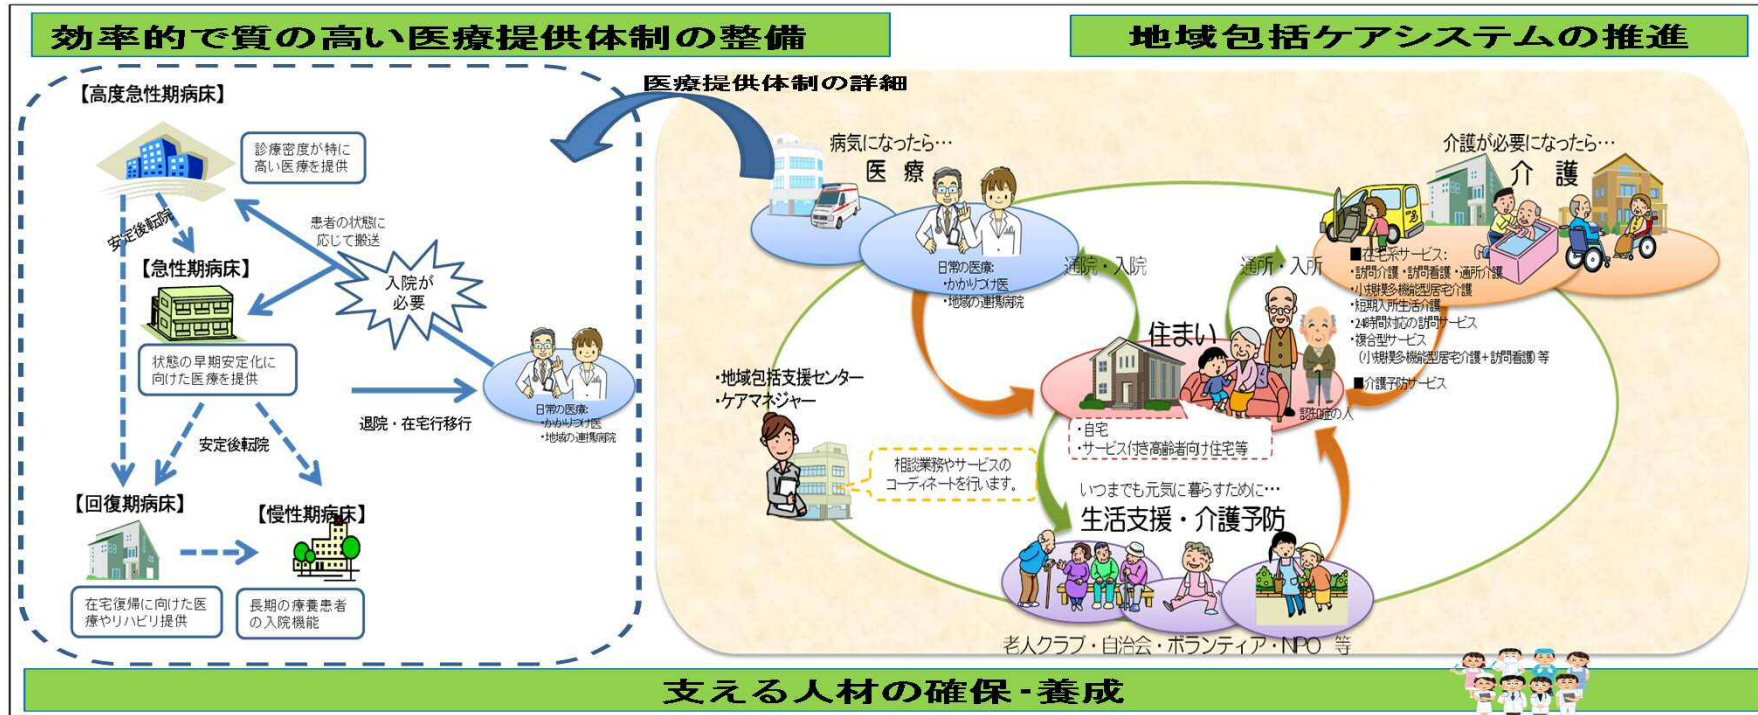 効率的で質の高い医療提供体制の整備
地域包括ケアシステムの推進
医療提供体制の詳細
【高度急性期病床】
診療密度が特に
高い医療を提供
安定後転院
患者の状態に
応じて搬送
【急性期病床】
入院が
必要
状態の早期安定化に
向けた医療を提供
日常の医療:
・かかりつけ医
・地域の連携病院
退院・在宅行移行
安定後転院
【回復期病床】
【慢性期病床】
在宅復帰に向けた医
療やリハビリ提供
長期の療養患者
の入院機能
病気になったら…
医 療
日常の医療:
・かかりつけ医
・地域の連携病院
通院・入院
介護が必要になったら…
介 護
通所・入所
■在宅系サービス:
・訪問介護・訪問看護・通所介護
・小規模多機能型居宅介護
・短期入所生活介護
・24時間対応の訪問サービス
・複合型サービス
(小規模多機能型居宅介護+訪問看護)等
■介護予防サービス
住まい
認知症の人
・自宅
・サービス付き高齢者向け住宅等
・地域包括支援センター
・ケアマネジャー
相談業務やサービスの
コーディネートを行います。
いつまでも元気に暮らすために…
生活支援・介護予防
老人クラブ・自治会・ボランティア・NPO 等
支える人材の確保・養成